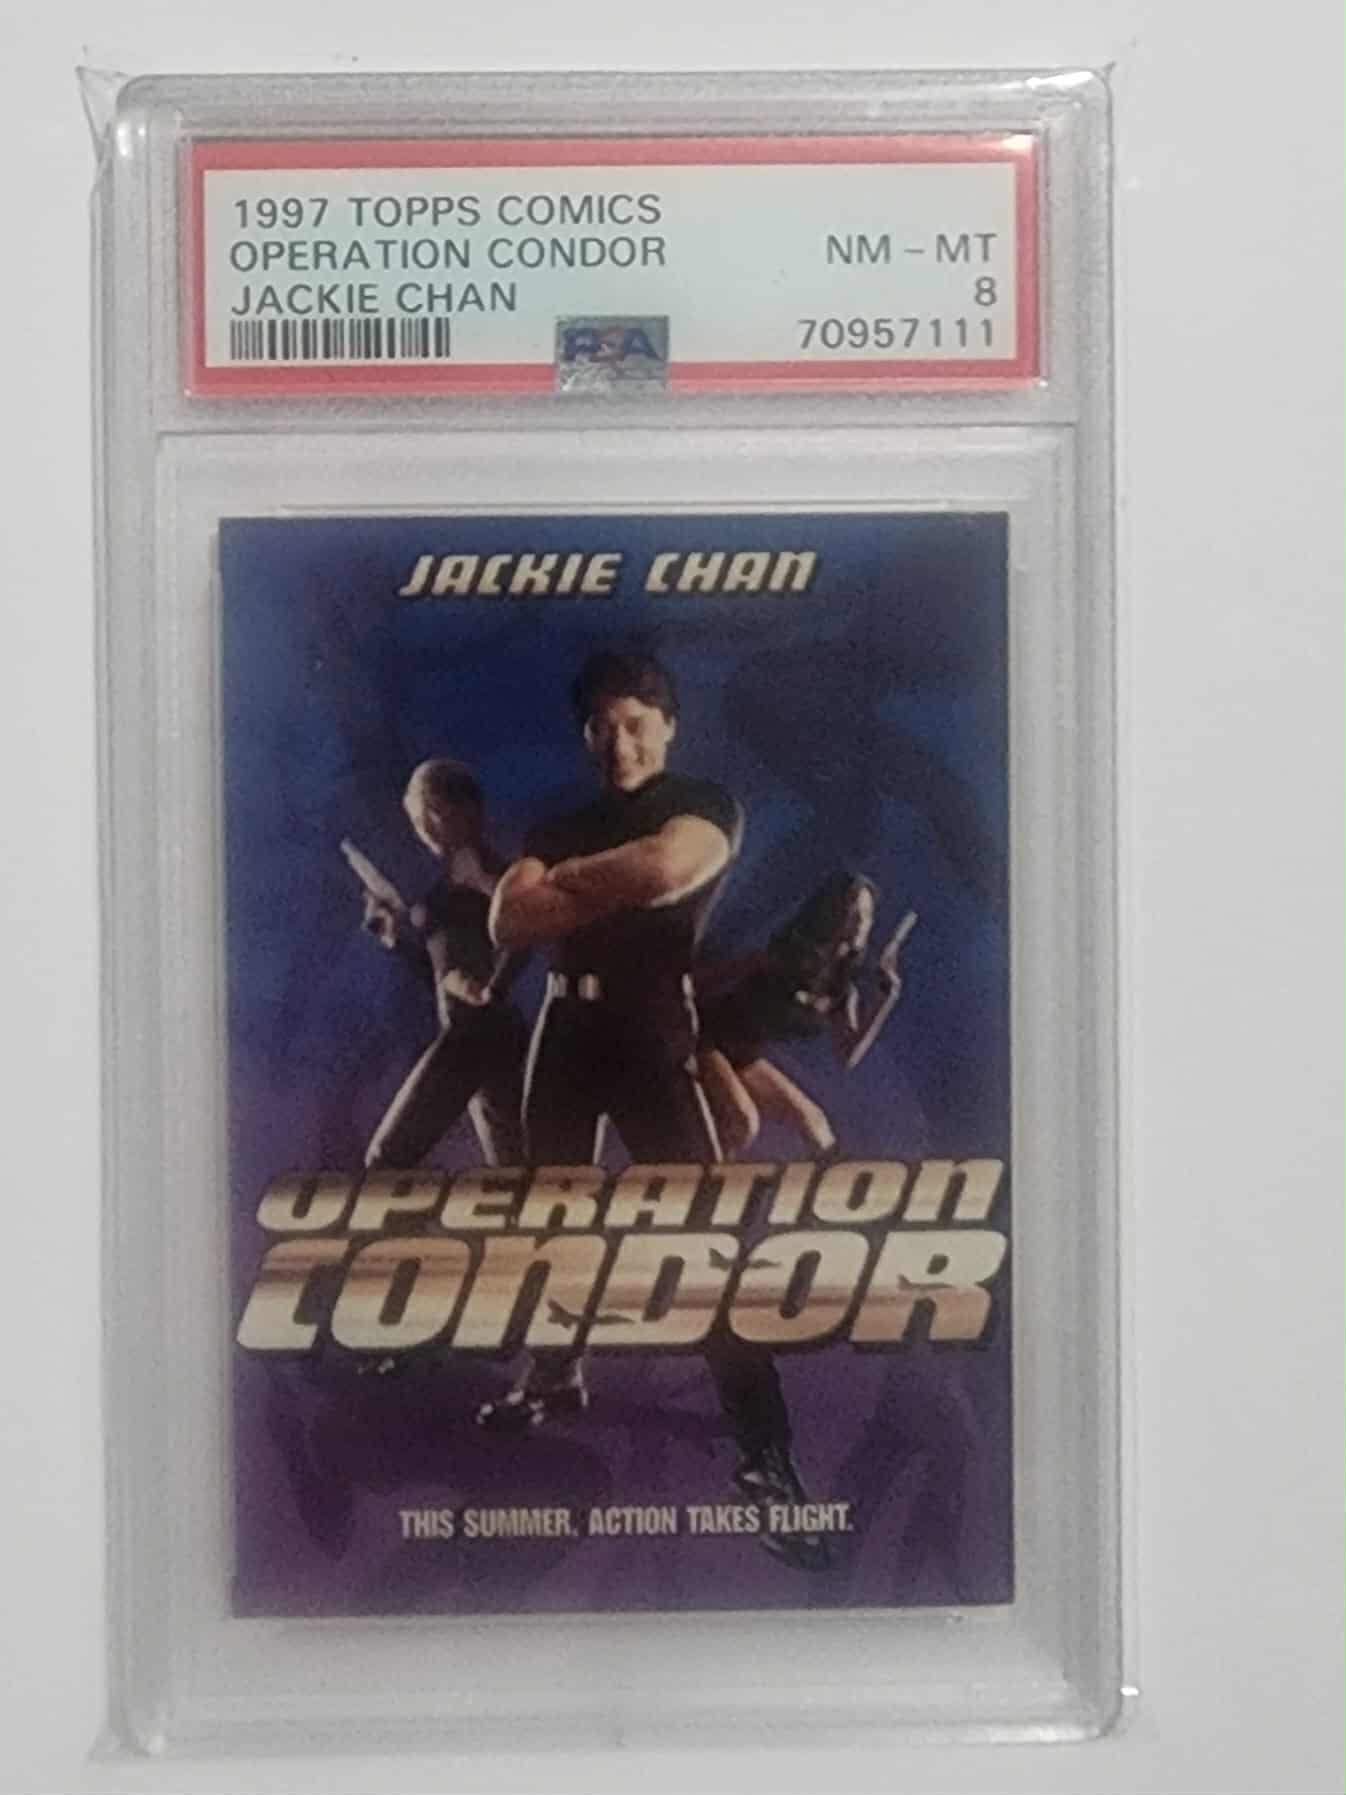 1997 TOPPS COMICS
OPERATION CONDOR
NM - MT
JACKIE CHAN
8
PSA
70957111
JACKIE CHAN
OPERATION
CONDOR
THIS SUMMER, ACTION TAKES FLIGHT.